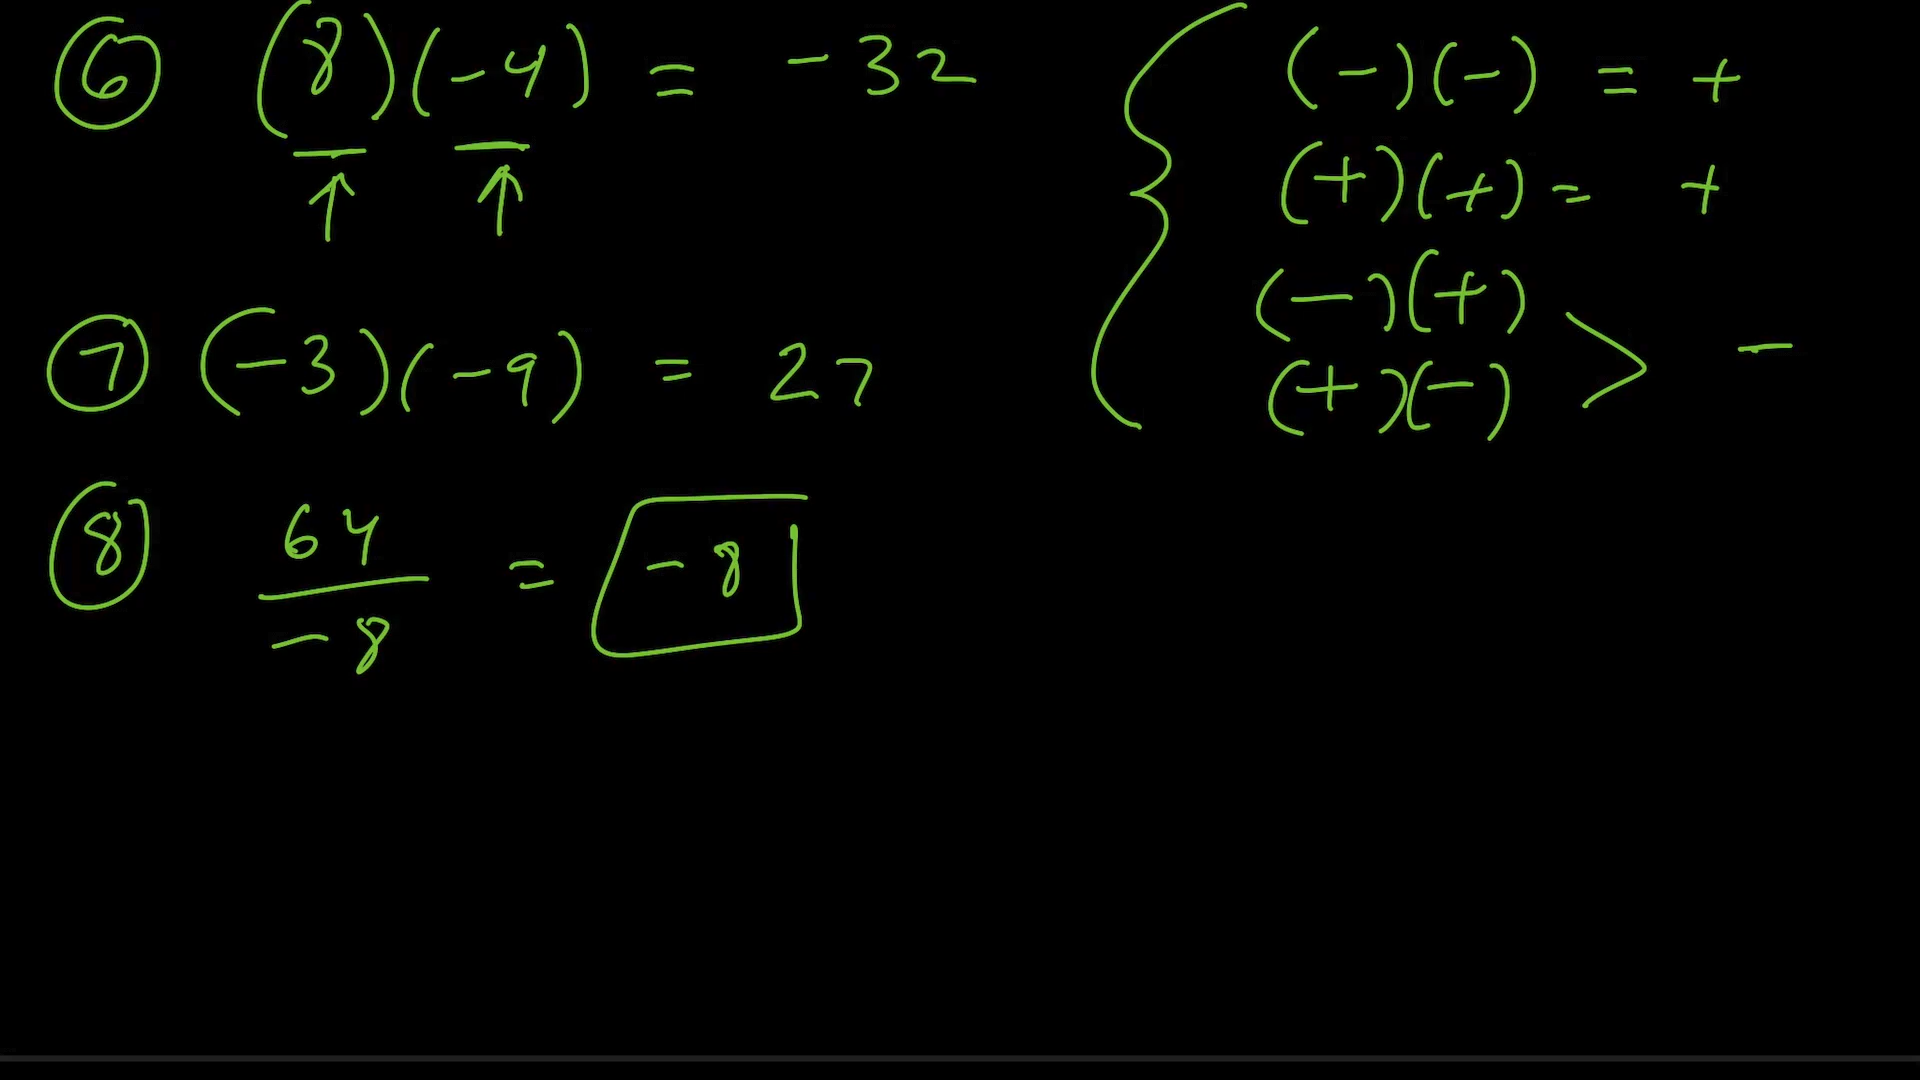 ⑥ (8)(-4) = -32
⑦ (-3)(-9) = 27
⑧ 64/-8 = -8
(-)(-) = +
(+)(+) = +
(-)(+)
(+)(-) > -